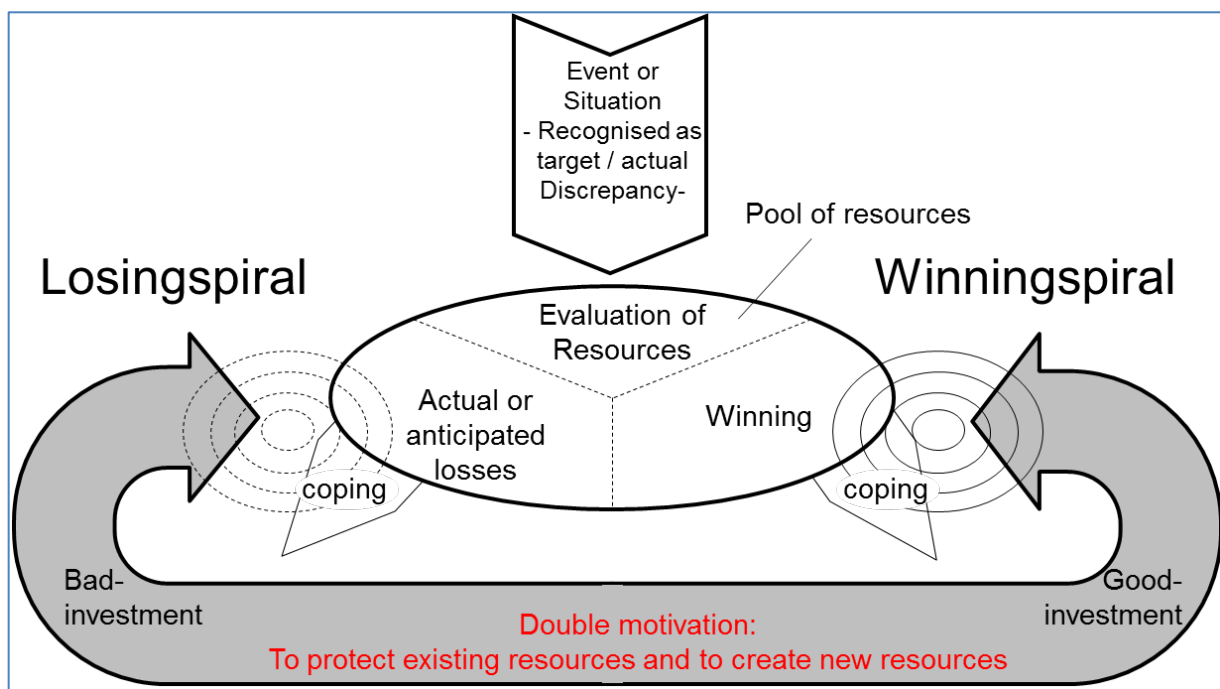 Event or
Situation
- Recognised as
target / actual
Discrepancy-
Pool of resources
Losingspiral
Winningspiral
Evaluation of
Resources
Actual or
anticipated
losses
Winning
coping
coping
Bad-
investment
Good-
investment
Double motivation:
To protect existing resources and to create new resources